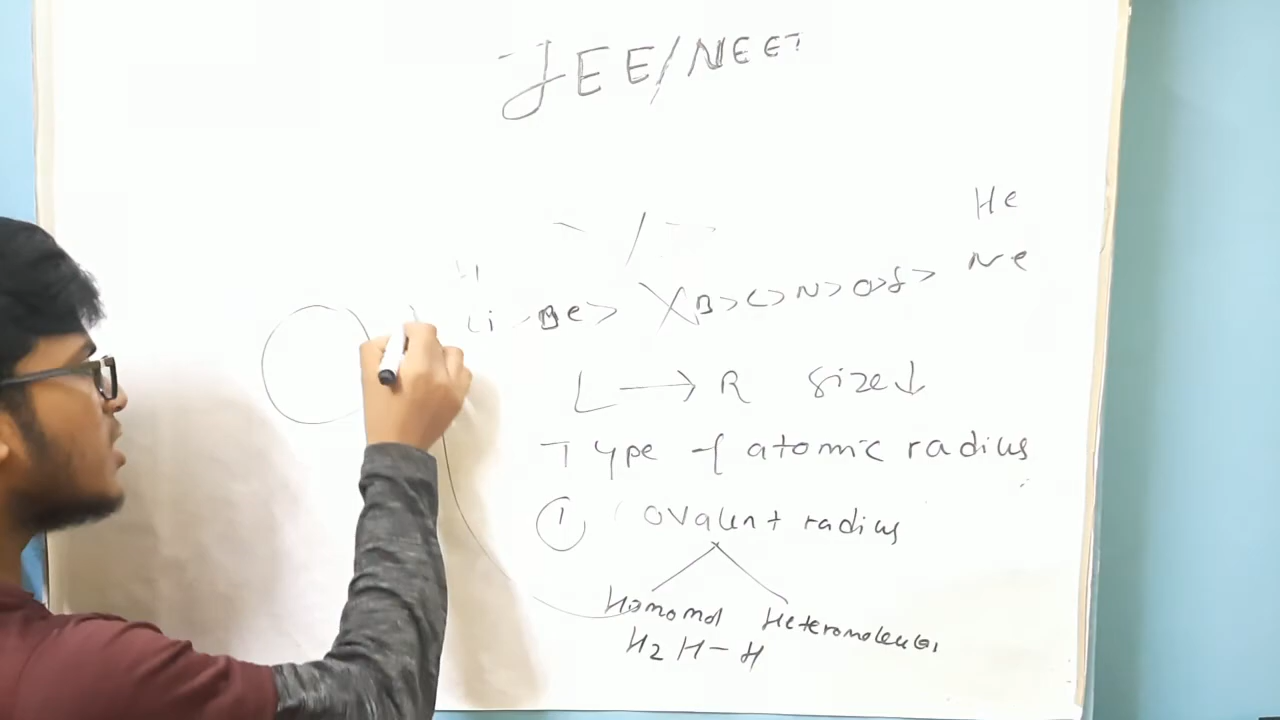 JEE/NEET
He
Ne
Li Be > B > C > N > O > f >
L → R size ↓
Type of atomic radius
① Covalent radius
Homomol Heteromolecul
H2 H-H